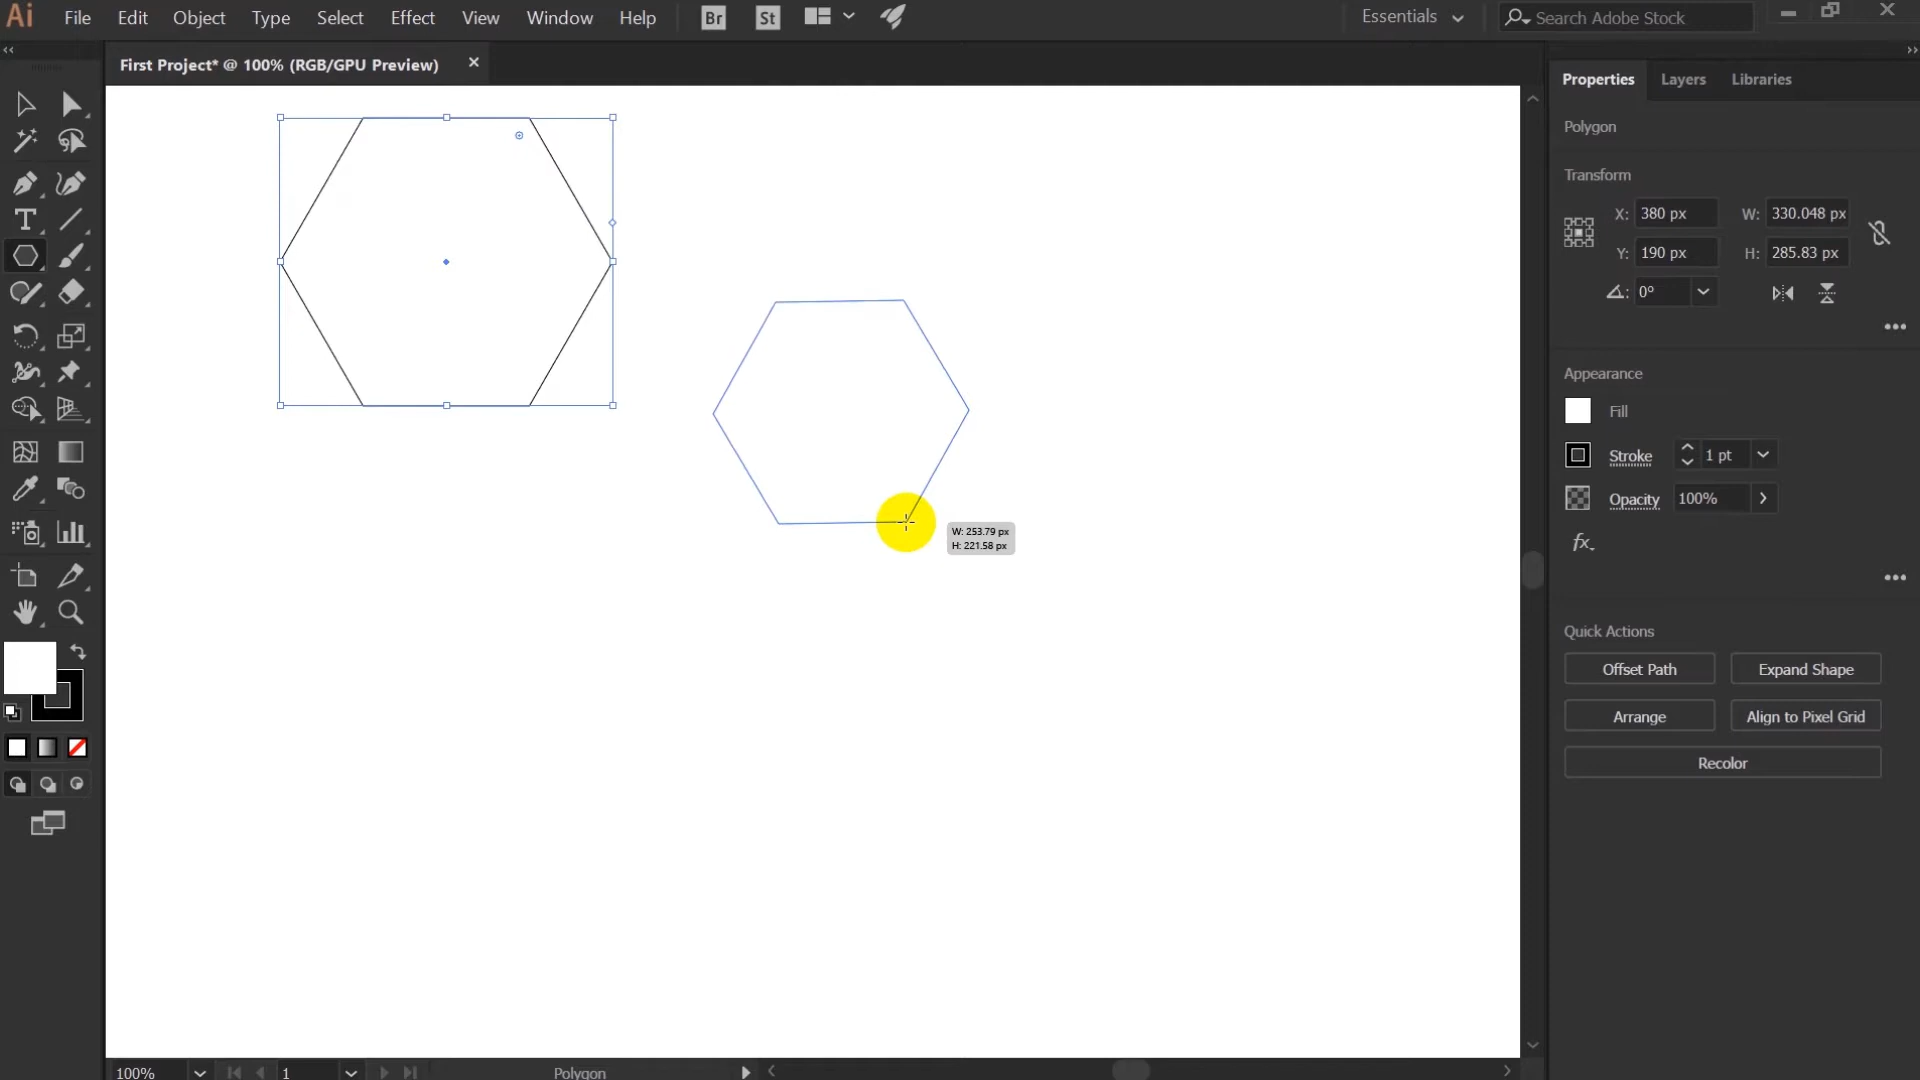 Ai File Edit Object Type Select Effect View Window Help Br St Essentials Search Adobe Stock
First Project* @ 100% (RGB/GPU Preview)
Properties Layers Libraries
Polygon
Transform
X: 380 px W: 330.048 px
Y: 190 px H: 285.83 px
0°
Appearance
Fill
Stroke 1 pt
Opacity 100%
fx
W: 253.79 px
H: 221.58 px
Quick Actions
Offset Path Expand Shape
Arrange Align to Pixel Grid
Recolor
100% 1 Polygon